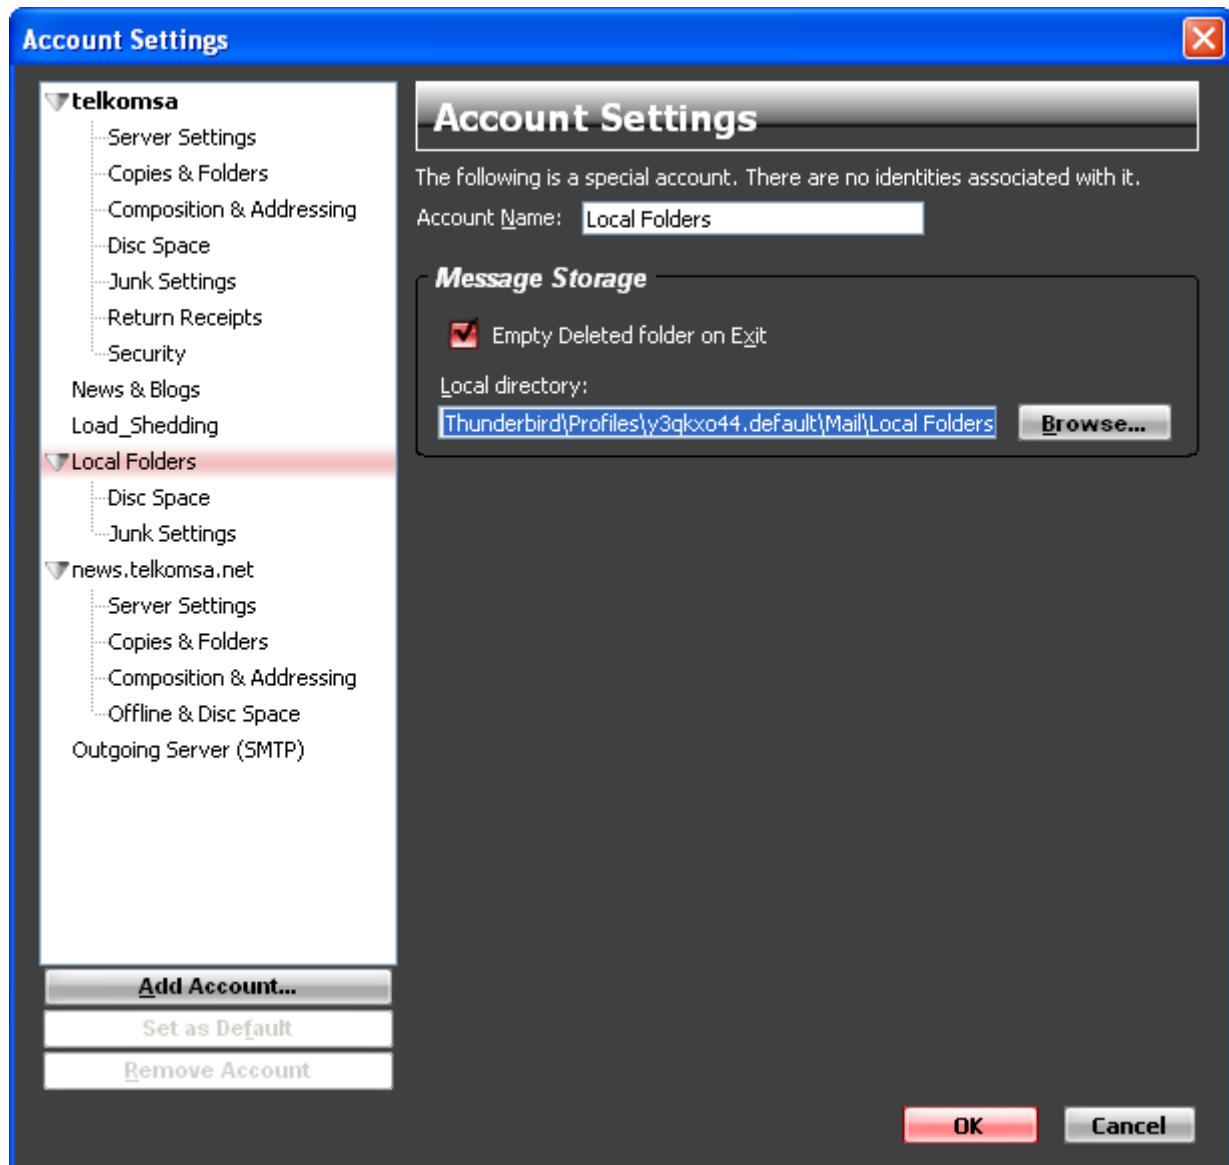 Account Settings
telkomsa
Server Settings
Copies & Folders
Composition & Addressing
Disc Space
Junk Settings
Return Receipts
Security
News & Blogs
Load_Shedding
Local Folders
Disc Space
Junk Settings
news.telkomsa.net
Server Settings
Copies & Folders
Composition & Addressing
Offline & Disc Space
Outgoing Server (SMTP)
Add Account...
Set as Default
Remove Account
Account Settings
The following is a special account. There are no identities associated with it.
Account Name: Local Folders
Message Storage
Empty Deleted folder on Exit
Local directory:
Thunderbird\Profiles\y3qkxo44.default\Mail\Local Folders Browse...
OK Cancel